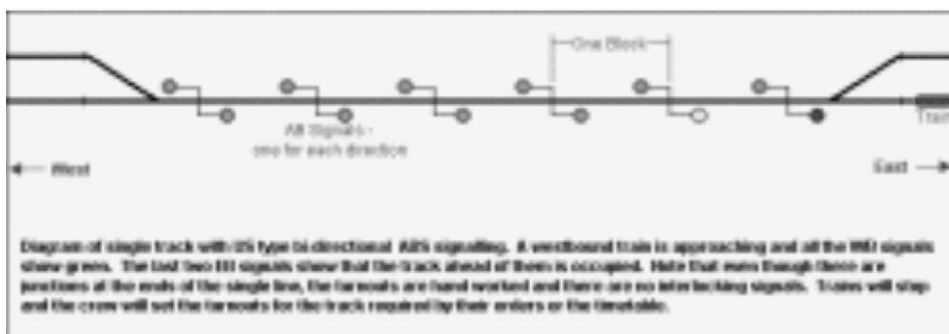 One Block
AB Signals -
one for each direction
Train
West
East
Diagram of single track with US type bi-directional ABS signalling. A westbound train is approaching and all the WB signals
show green. The last two EB signals show that the track ahead of them is occupied. Note that even though there are
junctions at the ends of the single line, the turnouts are hand worked and there are no interlocking signals. Trains will stop
and the crew will set the turnouts for the track required by their orders or the timetable.